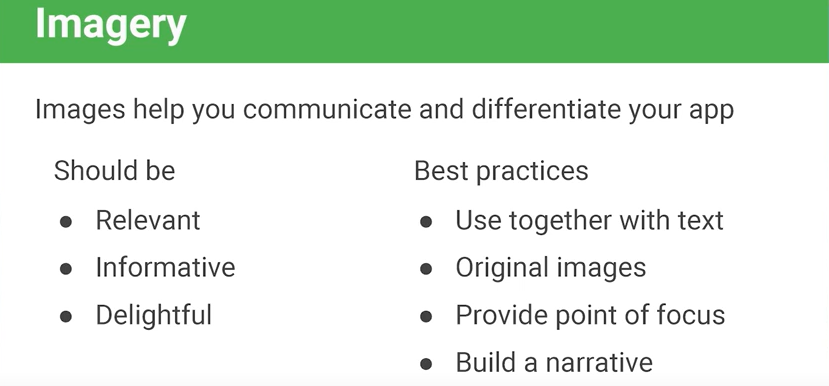 Imagery
Images help you communicate and differentiate your app
Should be
● Relevant
● Informative
● Delightful
Best practices
● Use together with text
● Original images
● Provide point of focus
● Build a narrative